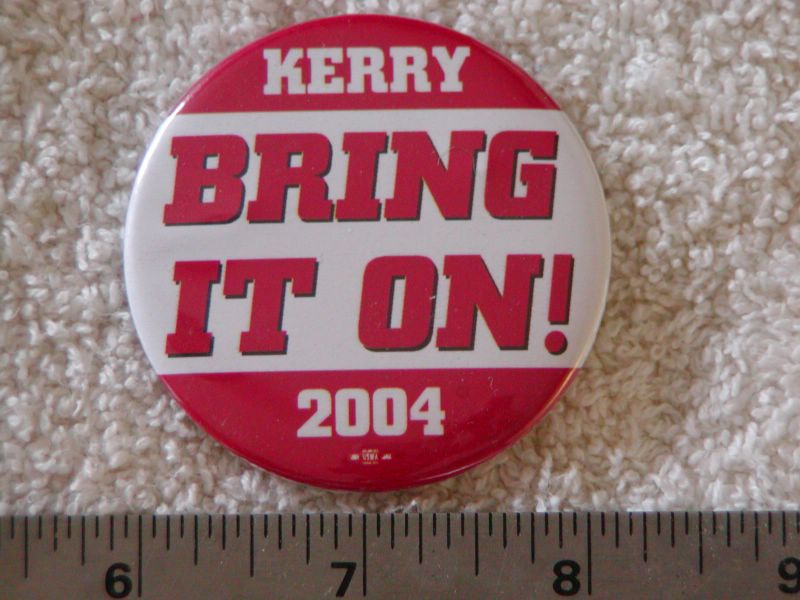 KERRY
BRING
IT ON!
2004
6 7 8 9